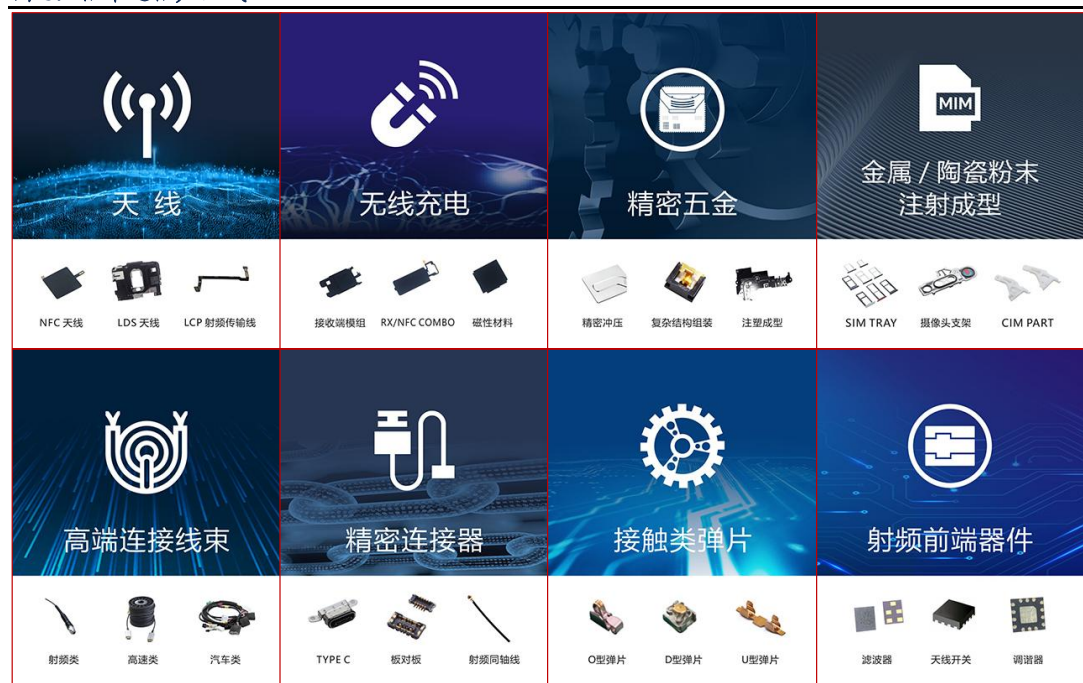 天 线
无线充电
精密五金
MIM
金属 / 陶瓷粉末
注射成型
NFC 天线
LDS 天线
LCP 射频传输线
接收端模组
RX/NFC COMBO
磁性材料
精密冲压
复杂结构组装
注塑成型
SIM TRAY
摄像头支架
CIM PART
高端连接线束
精密连接器
接触类弹片
射频前端器件
射频类
高速类
汽车类
TYPE C
板对板
射频同轴线
O型弹片
D型弹片
U型弹片
滤波器
天线开关
调谐器